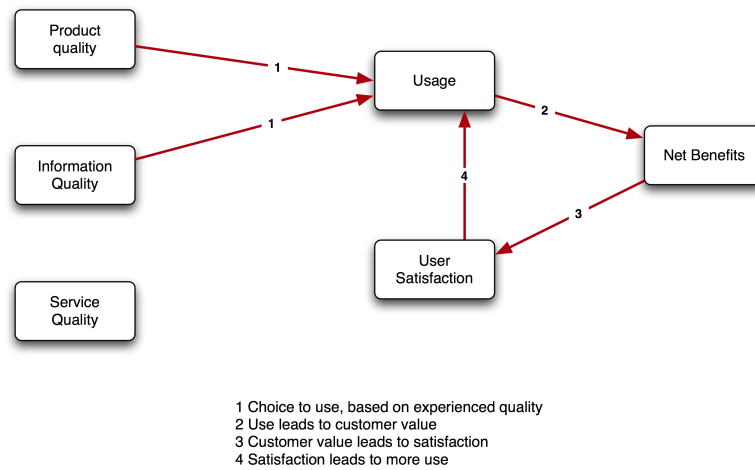 Product
quality
1
Usage
2
1
Net Benefits
Information
Quality
4
3
User
Satisfaction
Service
Quality
1 Choice to use, based on experienced quality
2 Use leads to customer value
3 Customer value leads to satisfaction
4 Satisfaction leads to more use